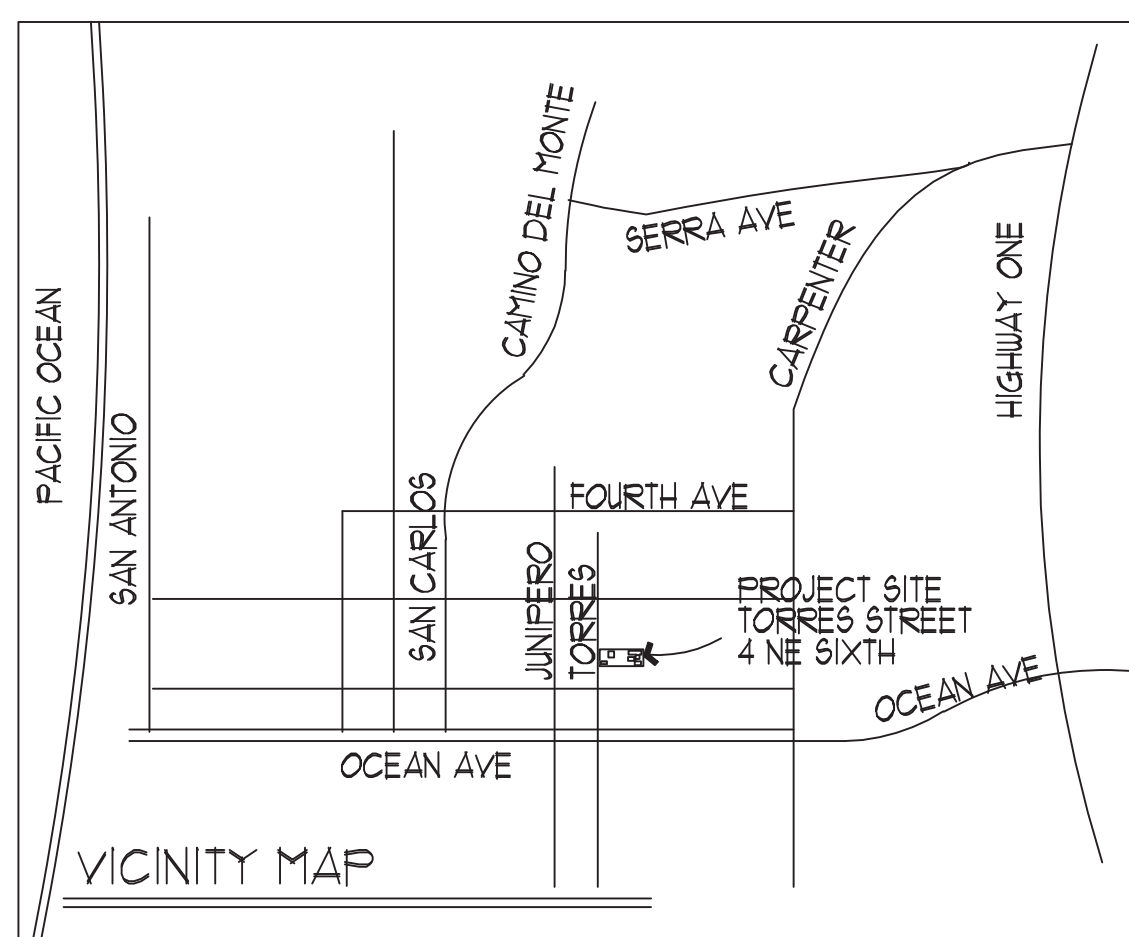 CAMINO DEL MONTE
SERRA AVE
CARPENTER
HIGHWAY ONE
PACIFIC OCEAN
SAN ANTONIO
SAN CARLOS
FOURTH AVE
JUNIPERO
TORRES
PROJECT SITE
TORRES STREET
4 NE SIXTH
OCEAN AVE
OCEAN AVE
VICINITY MAP